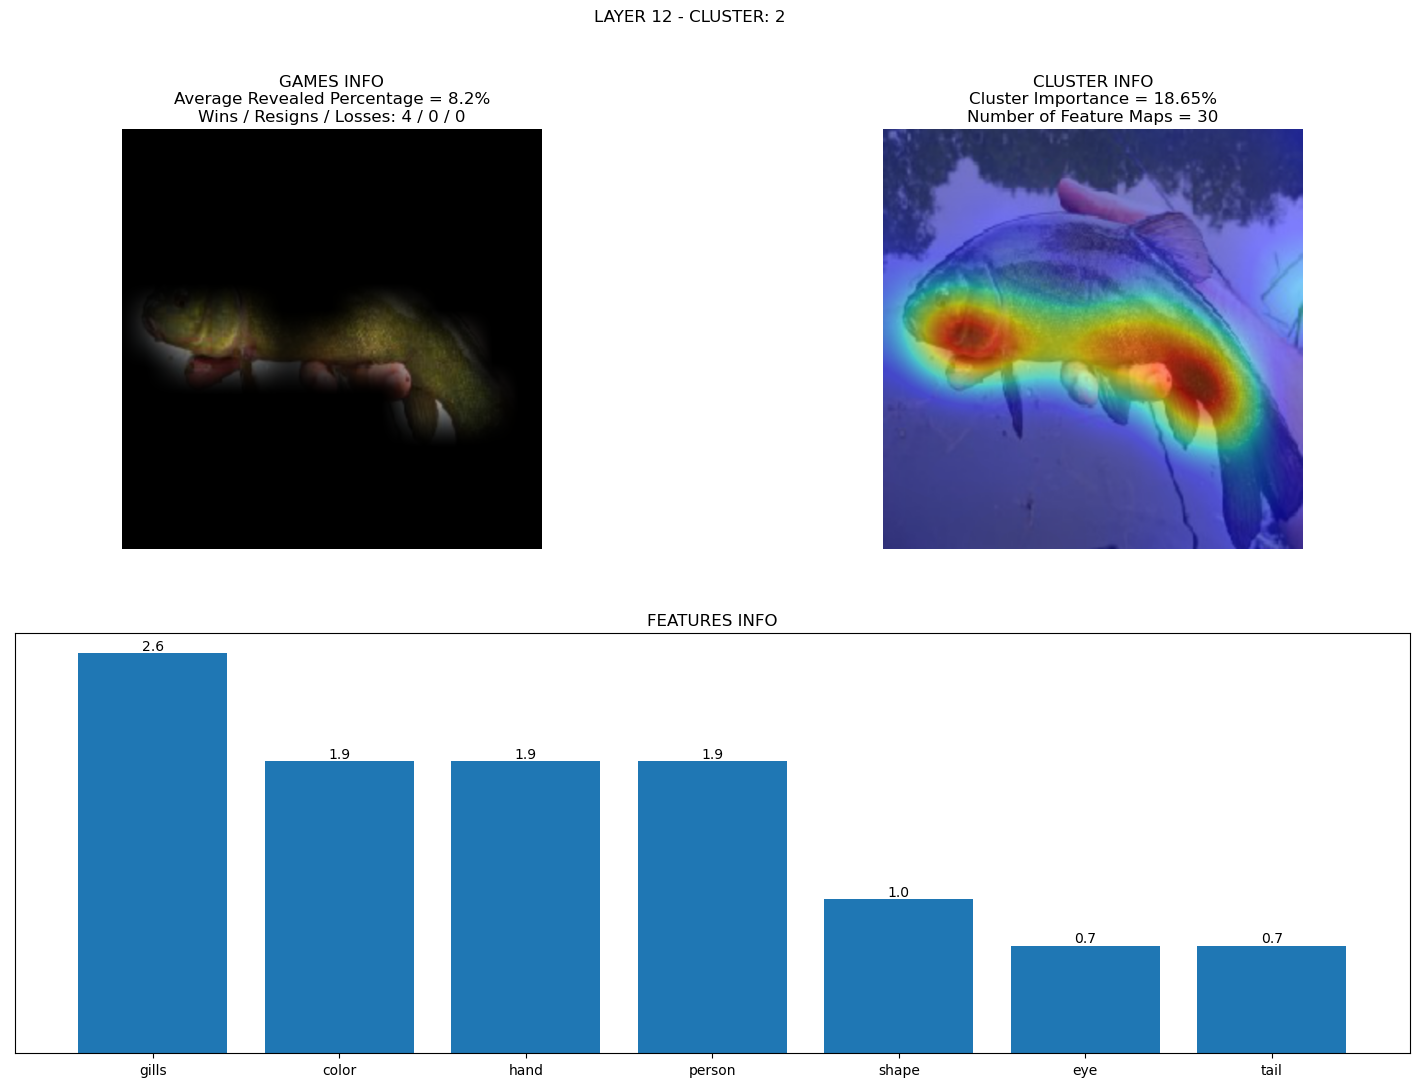 LAYER 12 - CLUSTER: 2
GAMES INFO
Average Revealed Percentage = 8.2%
Wins / Resigns / Losses: 4 / 0 / 0
CLUSTER INFO
Cluster Importance = 18.65%
Number of Feature Maps = 30
FEATURES INFO
2.6
1.9
1.9
1.9
1.0
0.7
0.7
gills
color
hand
person
shape
eye
tail